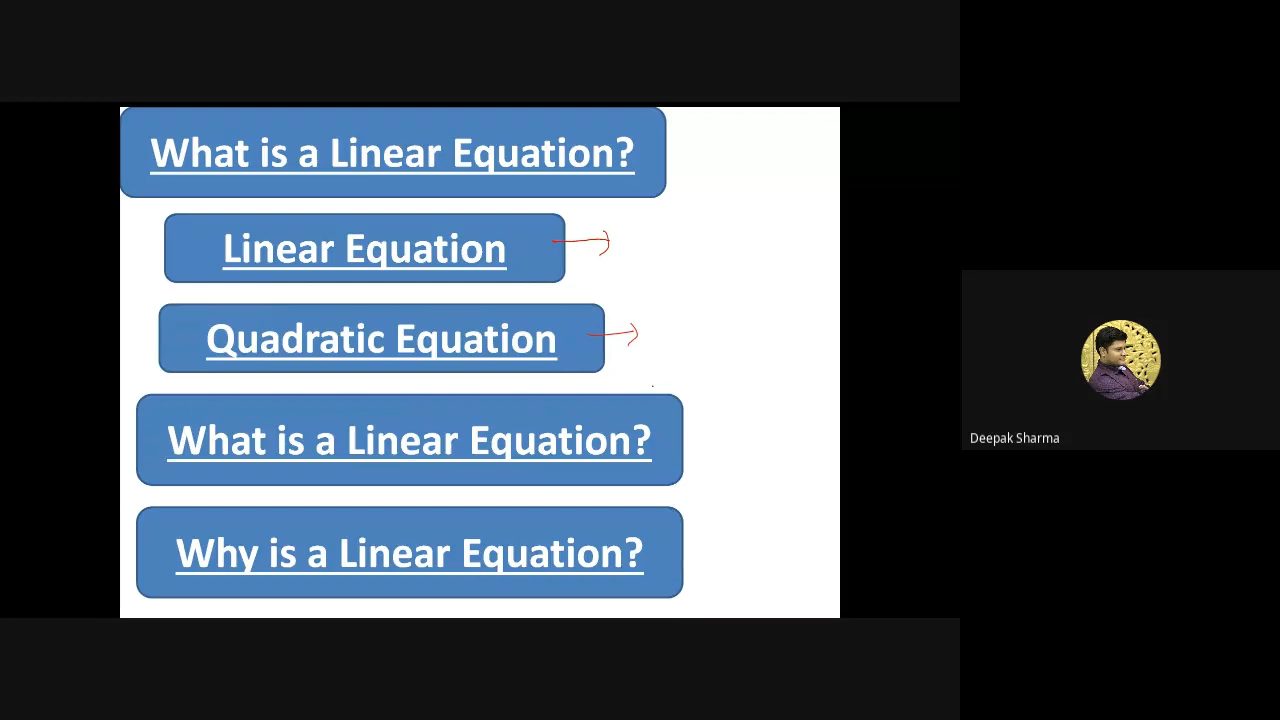 What is a Linear Equation?
Linear Equation
Quadratic Equation
What is a Linear Equation?
Why is a Linear Equation?
Deepak Sharma